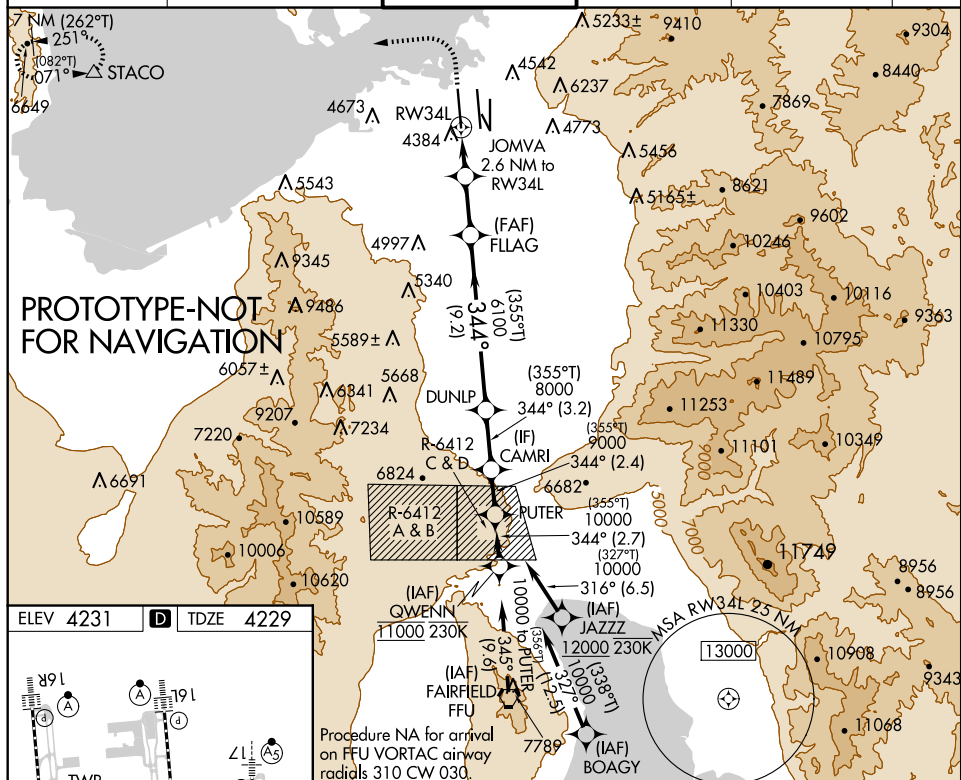 7 NM (262°T)
251°
(082°T)
071°
STACO
6649
5233±
9410
9304
4542
6237
8440
7869
4673
RW34L
4384
4773
JOMVA
2.6 NM to
RW34L
5456
5543
5165±
8621
9602
(FAF)
FLLAG
4997
10246
9345
5340
PROTOTYPE-NOT
FOR NAVIGATION
9486
344°
(355°T)
6100
(9.2)
10403
10116
11330
9363
5589±
10795
6057±
6341
5668
(355°T)
8000
344° (3.2)
11489
DUNLP
11253
9207
7234
7220
R-6412
C & D
(IF)
CAMRI
(355°T)
9000
344° (2.4)
11101
10349
9000
6691
6824
6682
5000
R-6412
A & B
PUTER
(355°T)
10000
344° (2.7)
10589
10006
(327°T)
10000
316° (6.5)
11749
10620
8956
8956
(IAF)
QWENN
11000 230K
(IAF)
JAZZZ
12000 230K
MSA RW34L 25 NM
13000
ELEV 4231
D
TDZE 4229
10000 to PUTER
345°
(9.6)
(356°T)
(338°T)
10000
327°
(12.5)
10908
9343
(IAF)
FAIRFIELD
FFU
11068
16R
A
A
16L
P
P
17
A5
TWR
7789
Procedure NA for arrival
on FFU VORTAC airway
radials 310 CW 030.
(IAF)
BOAGY